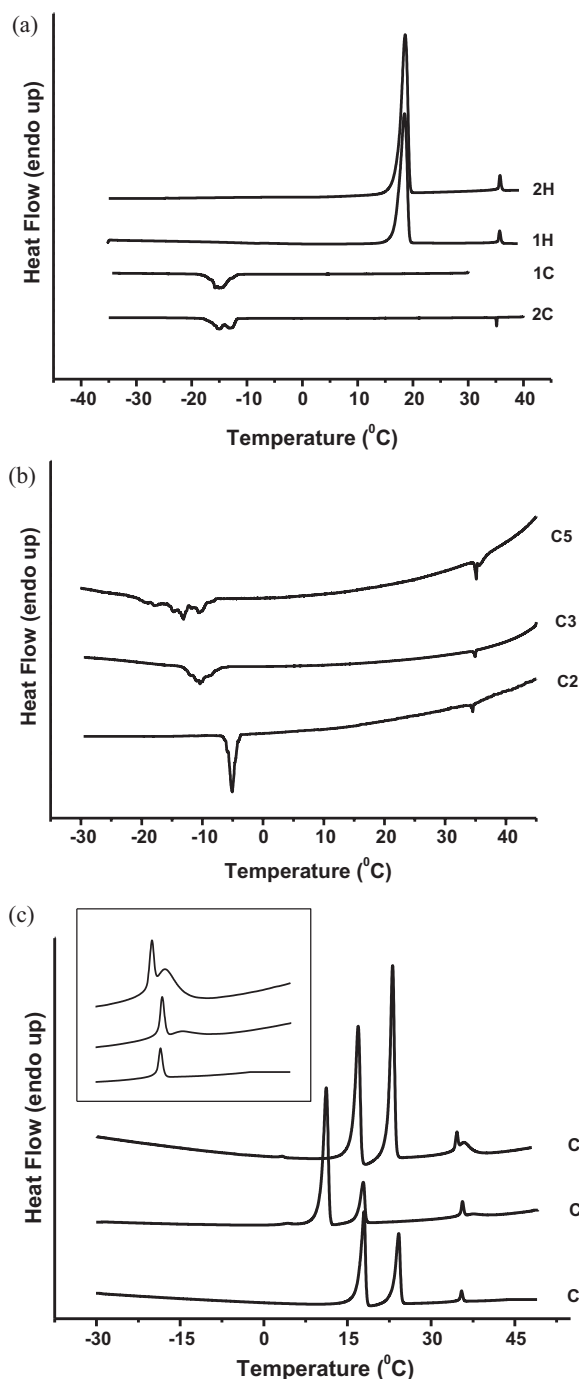 (a)
Heat Flow (endo up)
2H
1H
1C
2C
-40 -30 -20 -10 0 10 20 30 40
Temperature (⁰C)
(b)
Heat Flow (endo up)
C5
C3
C2
-30 -20 -10 0 10 20 30 40
Temperature (⁰C)
(c)
Heat Flow (endo up)
C
C
C
-30 -15 0 15 30 45
Temperature (⁰C)